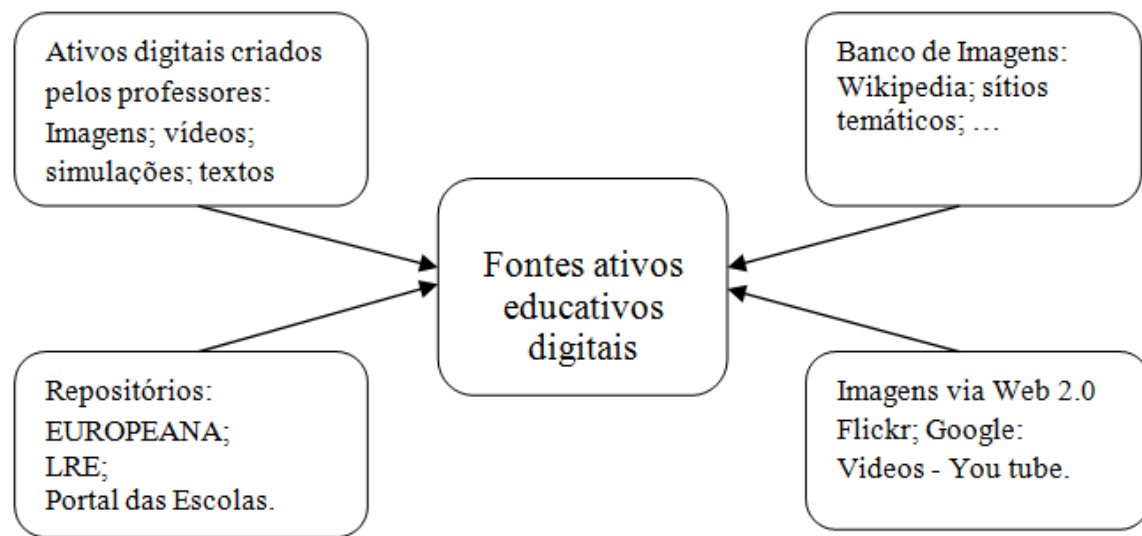 Ativos digitais criados
pelos professores:
Imagens; vídeos;
simulações; textos
Banco de Imagens:
Wikipedia; sítios
temáticos; …
Fontes ativos
educativos
digitais
Repositórios:
EUROPEANA;
LRE;
Portal das Escolas.
Imagens via Web 2.0
Flickr; Google:
Videos - You tube.